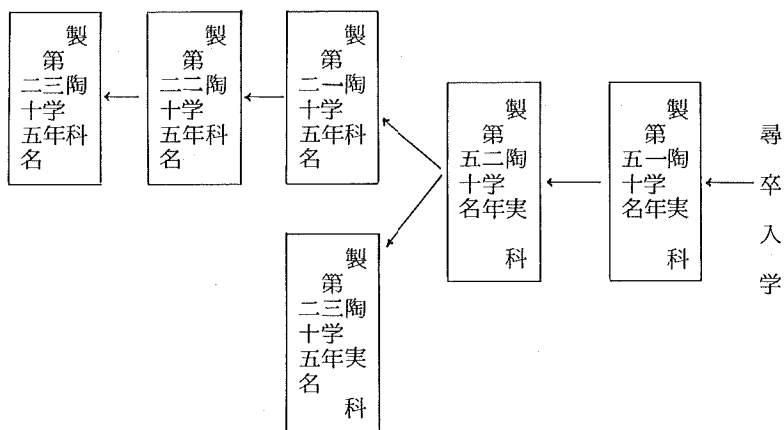 尋卒入学
製陶実科
第一学年
五十名
製陶実科
第二学年
五十名
製陶科
第一学年
二十五名
製陶科
第二学年
二十五名
製陶科
第三学年
二十五名
製陶実科
第三学年
二十五名